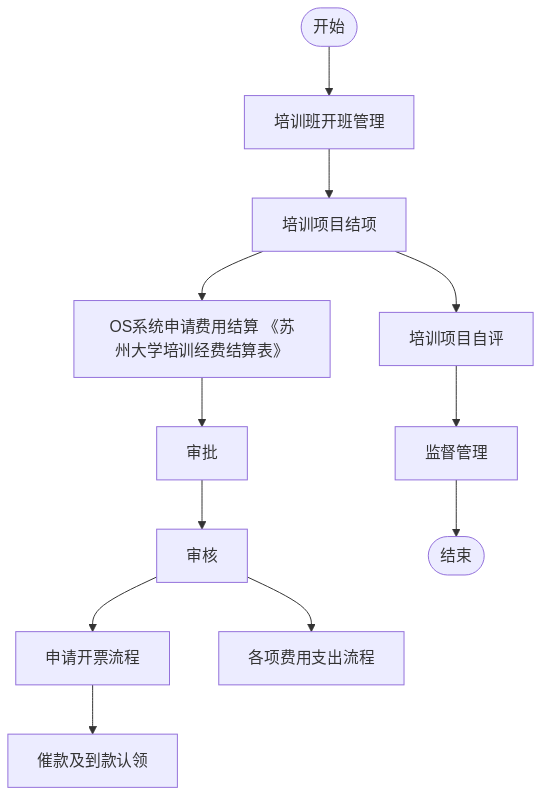 开始
培训班开班管理
培训项目结项
OS系统申请费用结算 《苏
州大学培训经费结算表》
培训项目自评
审批
监督管理
审核
结束
申请开票流程
各项费用支出流程
催款及到款认领